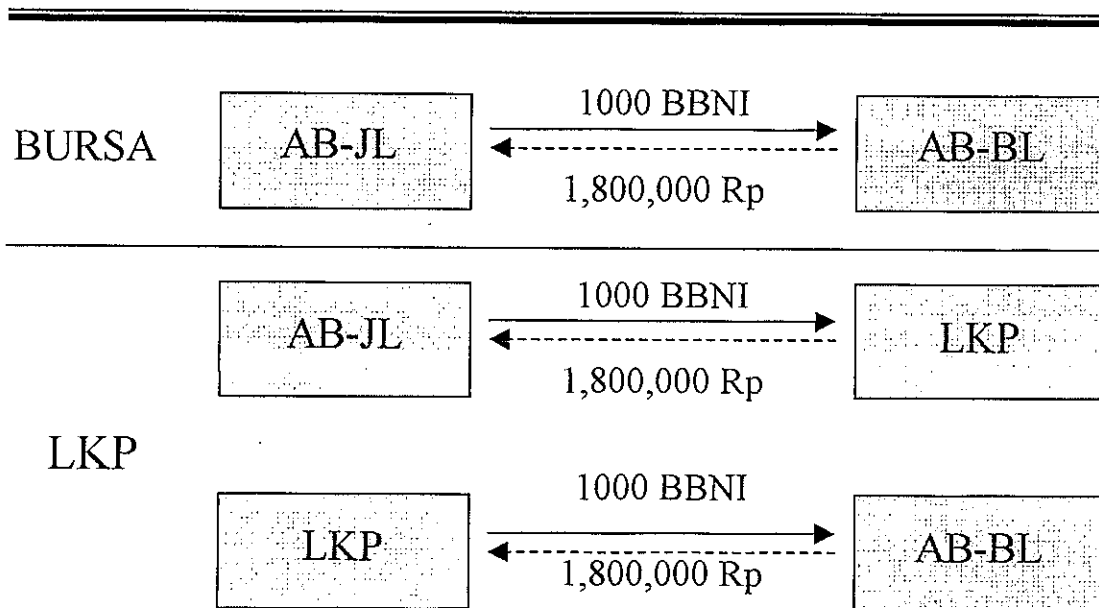 1000 BBNI
BURSA AB-JL AB-BL
1,800,000 Rp
1000 BBNI
AB-JL LKP
1,800,000 Rp
LKP
1000 BBNI
LKP AB-BL
1,800,000 Rp